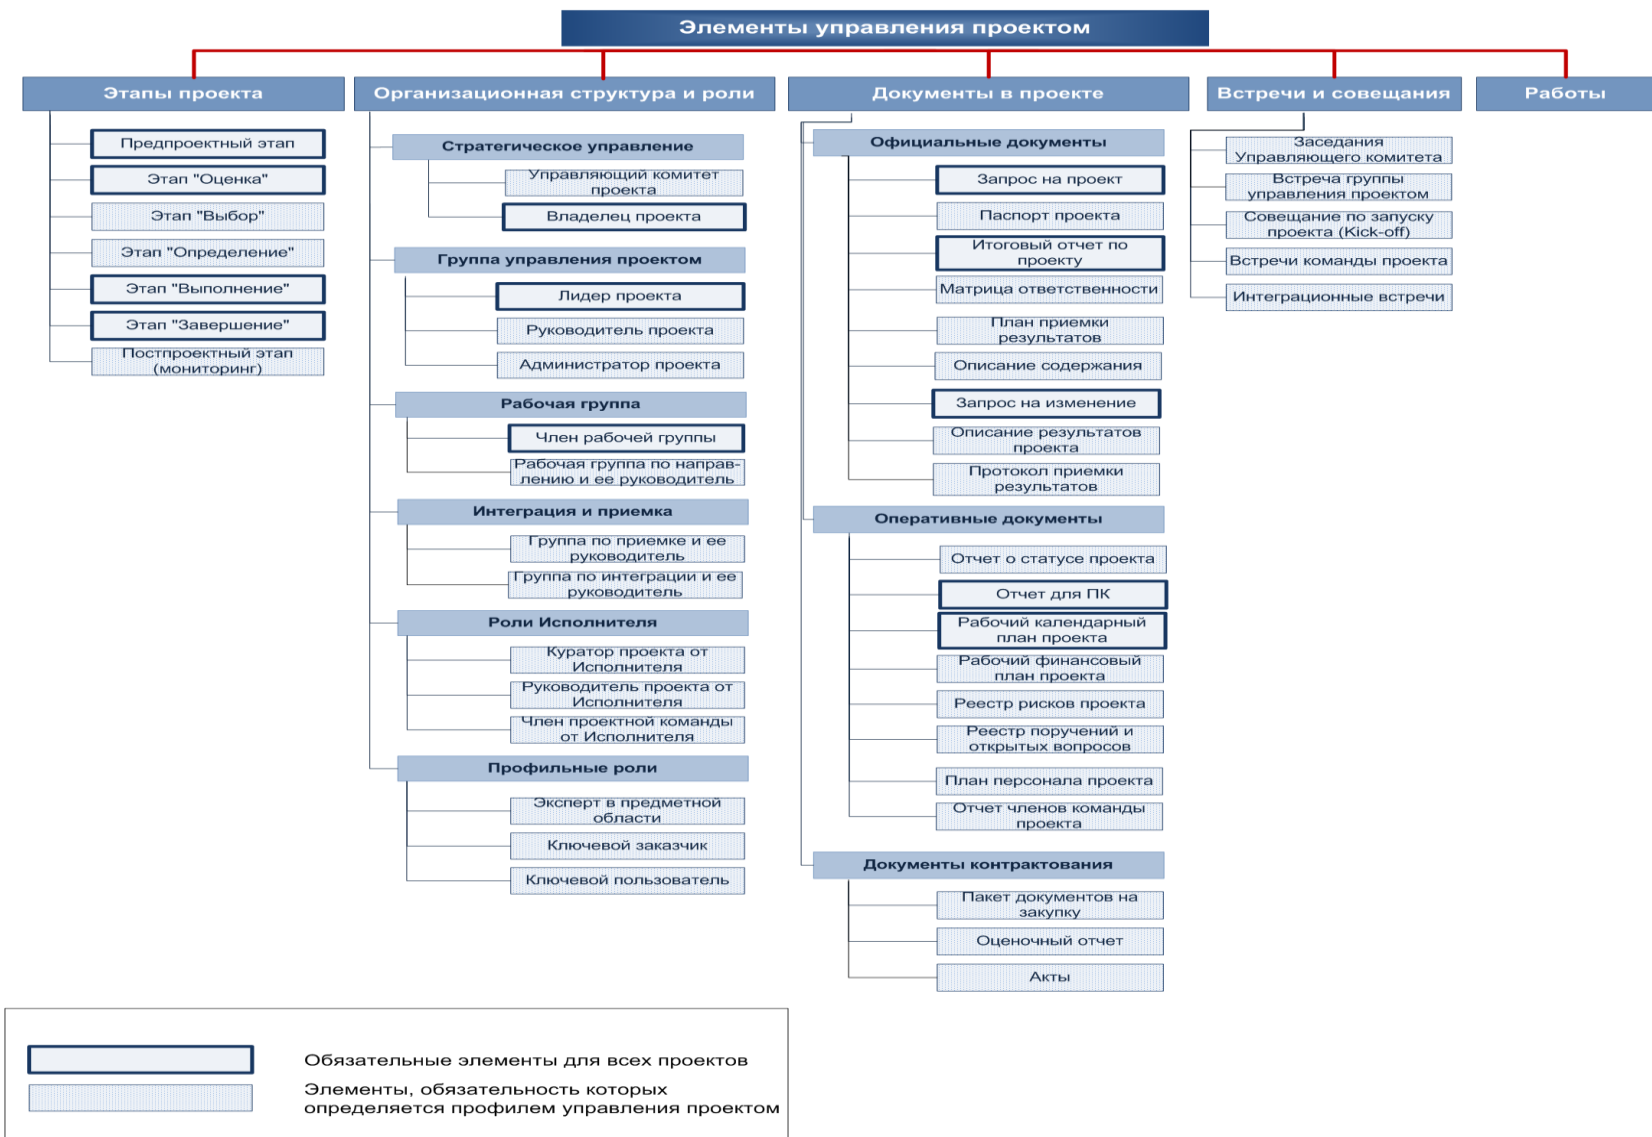 Элементы управления проектом
Этапы проекта
Предпроектный этап
Этап "Оценка"
Этап "Выбор"
Этап "Определение"
Этап "Выполнение"
Этап "Завершение"
Постпроектный этап
(мониторинг)
Организационная структура и роли
Стратегическое управление
Управляющий комитет
проекта
Владелец проекта
Группа управления проектом
Лидер проекта
Руководитель проекта
Администратор проекта
Рабочая группа
Член рабочей группы
Рабочая группа по направ-
лению и ее руководитель
Интеграция и приемка
Группа по приемке и ее
руководитель
Группа по интеграции и ее
руководитель
Роли Исполнителя
Куратор проекта от
Исполнителя
Руководитель проекта от
Исполнителя
Член проектной команды
от Исполнителя
Профильные роли
Эксперт в предметной
области
Ключевой заказчик
Ключевой пользователь
Документы в проекте
Официальные документы
Запрос на проект
Паспорт проекта
Итоговый отчет по
проекту
Матрица ответственности
План приемки
результатов
Описание содержания
Запрос на изменение
Описание результатов
проекта
Протокол приемки
результатов
Оперативные документы
Отчет о статусе проекта
Отчет для ПК
Рабочий календарный
план проекта
Рабочий финансовый
план проекта
Реестр рисков проекта
Реестр поручений и
открытых вопросов
План персонала проекта
Отчет членов команды
проекта
Документы контрактования
Пакет документов на
закупку
Оценочный отчет
Акты
Встречи и совещания
Заседания
Управляющего комитета
Встреча группы
управления проектом
Совещание по запуску
проекта (Kick-off)
Встречи команды проекта
Интеграционные встречи
Работы
Обязательные элементы для всех проектов
Элементы, обязательность которых
определяется профилем управления проектом